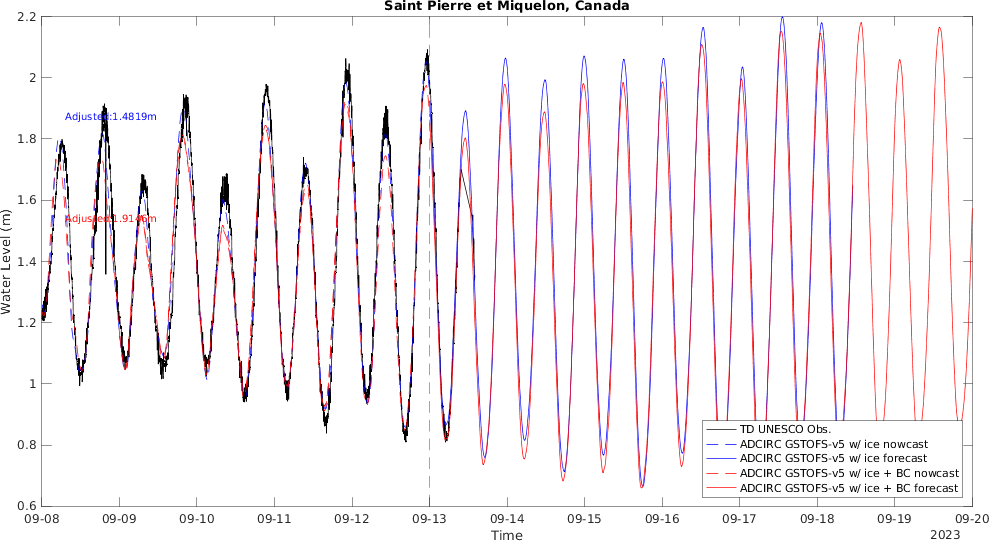 Saint Pierre et Miquelon, Canada
Water Level (m)
2.2
2
1.8
1.6
1.4
1.2
1
0.8
0.6
Adjusted:1.4819m
Adjusted:1.9146m
TD UNESCO Obs.
ADCIRC GSTOFS-v5 w/ ice nowcast
ADCIRC GSTOFS-v5 w/ ice forecast
ADCIRC GSTOFS-v5 w/ ice + BC nowcast
ADCIRC GSTOFS-v5 w/ ice + BC forecast
09-08 09-09 09-10 09-11 09-12 09-13 09-14 09-15 09-16 09-17 09-18 09-19 09-20
Time
2023